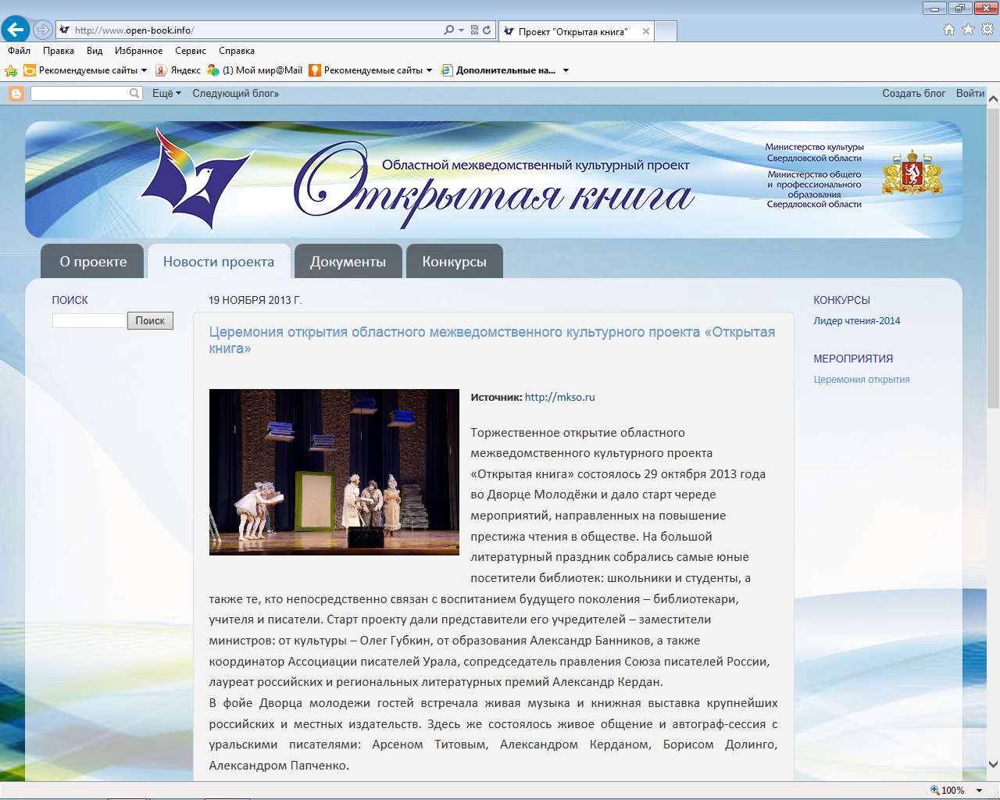 http://www.open-book.info/
Проект "Открытая книга"
Файл Правка Вид Избранное Сервис Справка
Рекомендуемые сайты Яндекс (1) Мой мир@Mail Рекомендуемые сайты Дополнительные на...
Ещё Следующий блог» Создать блог Войти
Областной межведомственный культурный проект
Открытая книга
Министерство культуры
Свердловской области
Министерство общего
и профессионального
образования
Свердловской области
О проекте Новости проекта Документы Конкурсы
ПОИСК
Поиск
19 НОЯБРЯ 2013 Г.
Церемония открытия областного межведомственного культурного проекта «Открытая
книга»
Источник: http://mkso.ru
Торжественное открытие областного
межведомственного культурного проекта
«Открытая книга» состоялось 29 октября 2013 года
во Дворце Молодёжи и дало старт череде
мероприятий, направленных на повышение
престижа чтения в обществе. На большой
литературный праздник собрались самые юные
посетители библиотек: школьники и студенты, а
также те, кто непосредственно связан с воспитанием будущего поколения – библиотекари,
учителя и писатели. Старт проекту дали представители его учредителей – заместители
министров: от культуры – Олег Губкин, от образования Александр Банников, а также
координатор Ассоциации писателей Урала, сопредседатель правления Союза писателей России,
лауреат российских и региональных литературных премий Александр Кердан.
В фойе Дворца молодежи гостей встречала живая музыка и книжная выставка крупнейших
российских и местных издательств. Здесь же состоялось живое общение и автограф-сессия с
уральскими писателями: Арсеном Титовым, Александром Керданом, Борисом Долинго,
Александром Папченко.
КОНКУРСЫ
Лидер чтения-2014
МЕРОПРИЯТИЯ
Церемония открытия
100%